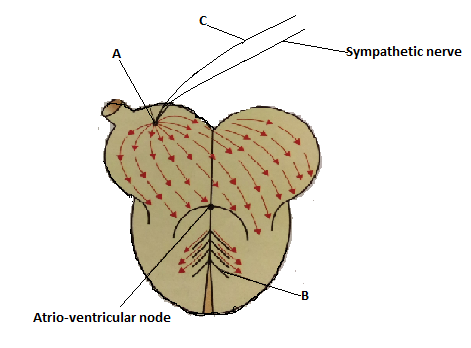 C
A
Sympathetic nerve
B
Atrio-ventricular node